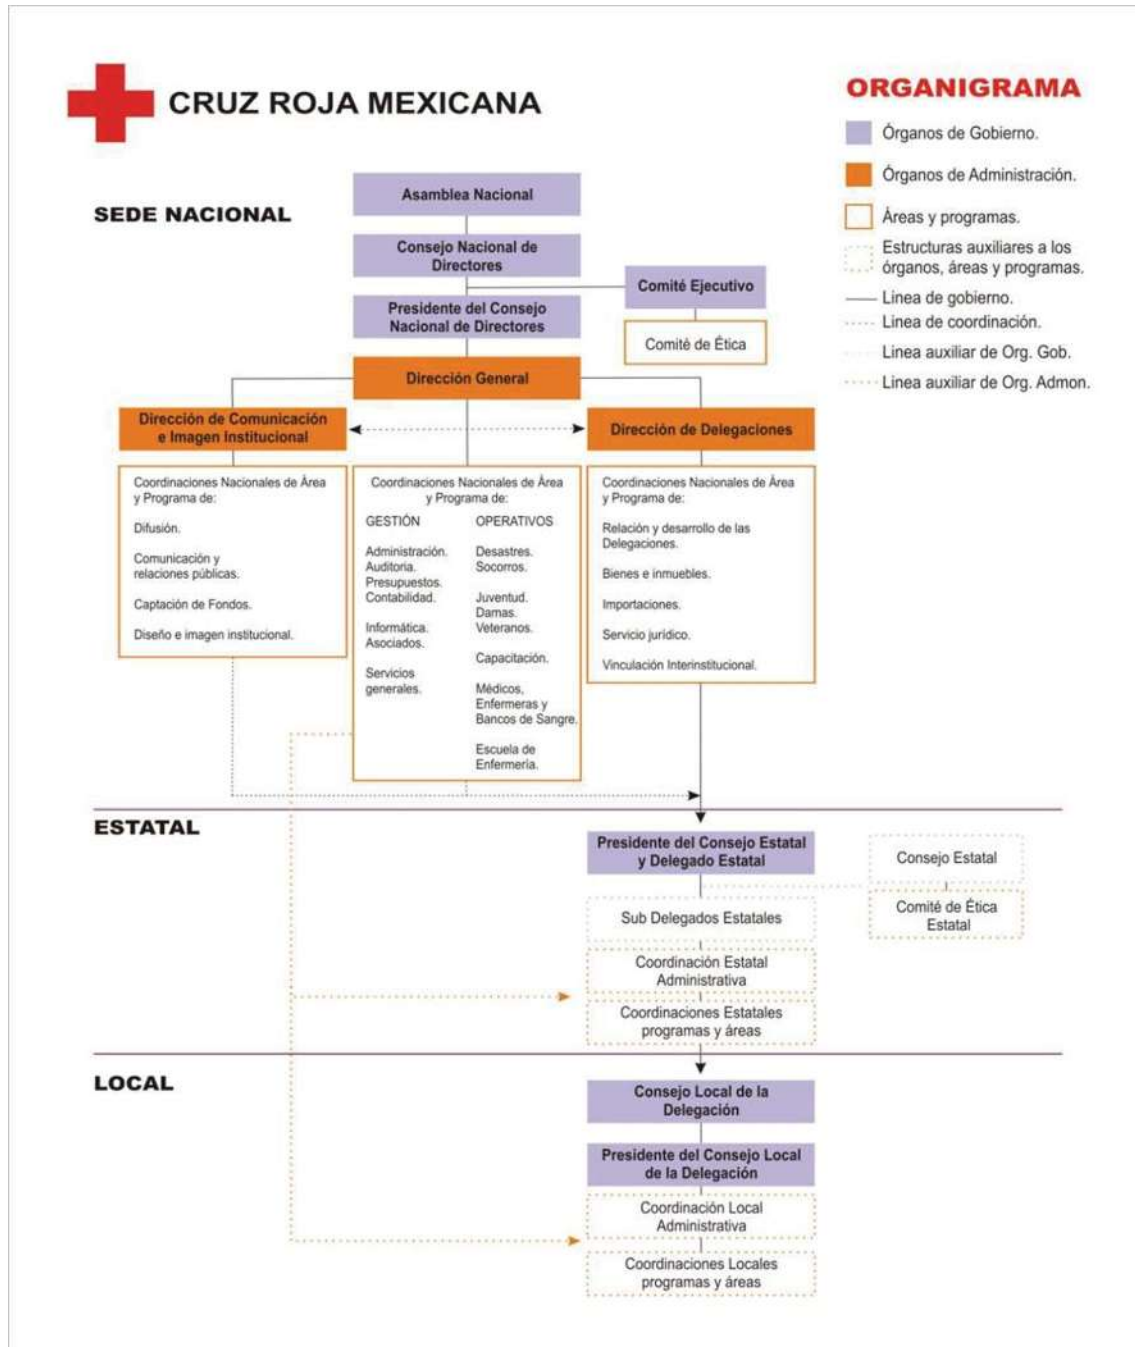 CRUZ ROJA MEXICANA
ORGANIGRAMA
Órganos de Gobierno.
Órganos de Administración.
Áreas y programas.
Estructuras auxiliares a los
órganos, áreas y programas.
Linea de gobierno.
Linea de coordinación.
Linea auxiliar de Org. Gob.
Linea auxiliar de Org. Admon.
SEDE NACIONAL
Asamblea Nacional
Consejo Nacional de
Directores
Comité Ejecutivo
Presidente del Consejo
Nacional de Directores
Comité de Ética
Dirección General
Dirección de Comunicación
e Imagen Institucional
Dirección de Delegaciones
Coordinaciones Nacionales de Área
y Programa de:
Difusión.
Comunicación y
relaciones públicas.
Captación de Fondos.
Diseño e imagen institucional.
Coordinaciones Nacionales de Área
y Programa de:
GESTIÓN
Administración.
Auditoria.
Presupuestos.
Contabilidad.
Informática.
Asociados.
Servicios
generales.
OPERATIVOS
Desastres.
Socorros.
Juventud.
Damas.
Veteranos.
Capacitación.
Médicos,
Enfermeras y
Bancos de Sangre.
Escuela de
Enfermería.
Coordinaciones Nacionales de Área
y Programa de:
Relación y desarrollo de las
Delegaciones.
Bienes e inmuebles.
Importaciones.
Servicio jurídico.
Vinculación Interinstitucional.
ESTATAL
Presidente del Consejo Estatal
y Delegado Estatal
Consejo Estatal
Comité de Ética
Estatal
Sub Delegados Estatales
Coordinación Estatal
Administrativa
Coordinaciones Estatales
programas y áreas
LOCAL
Consejo Local de la
Delegación
Presidente del Consejo Local
de la Delegación
Coordinación Local
Administrativa
Coordinaciones Locales
programas y áreas